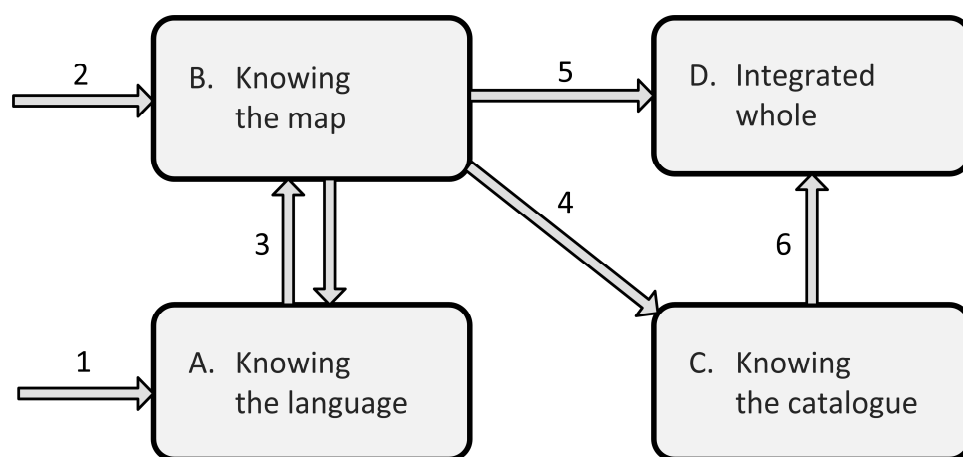 2
B. Knowing
the map
5
D. Integrated
whole
3
4
6
1
A. Knowing
the language
C. Knowing
the catalogue